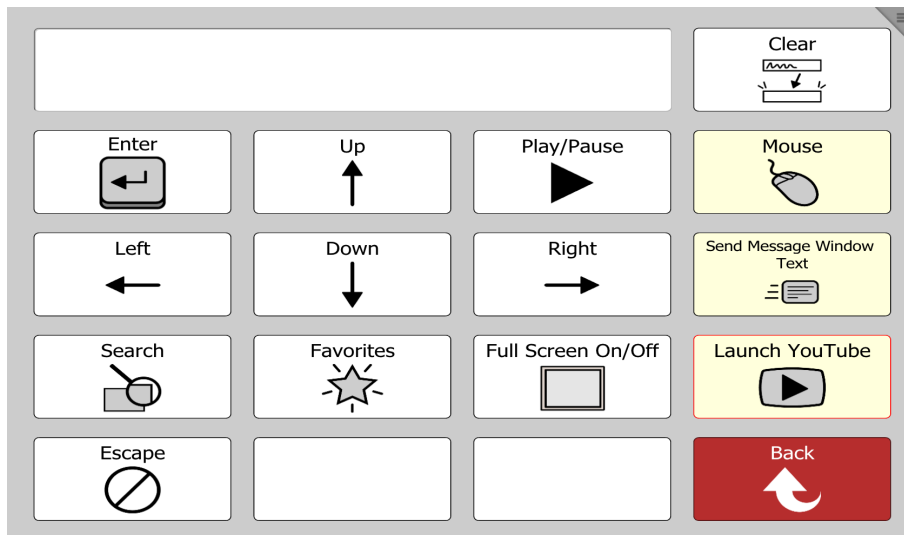 Clear
Enter
Up
Play/Pause
Mouse
Left
Down
Right
Send Message Window
Text
Search
Favorites
Full Screen On/Off
Launch YouTube
Escape
Back